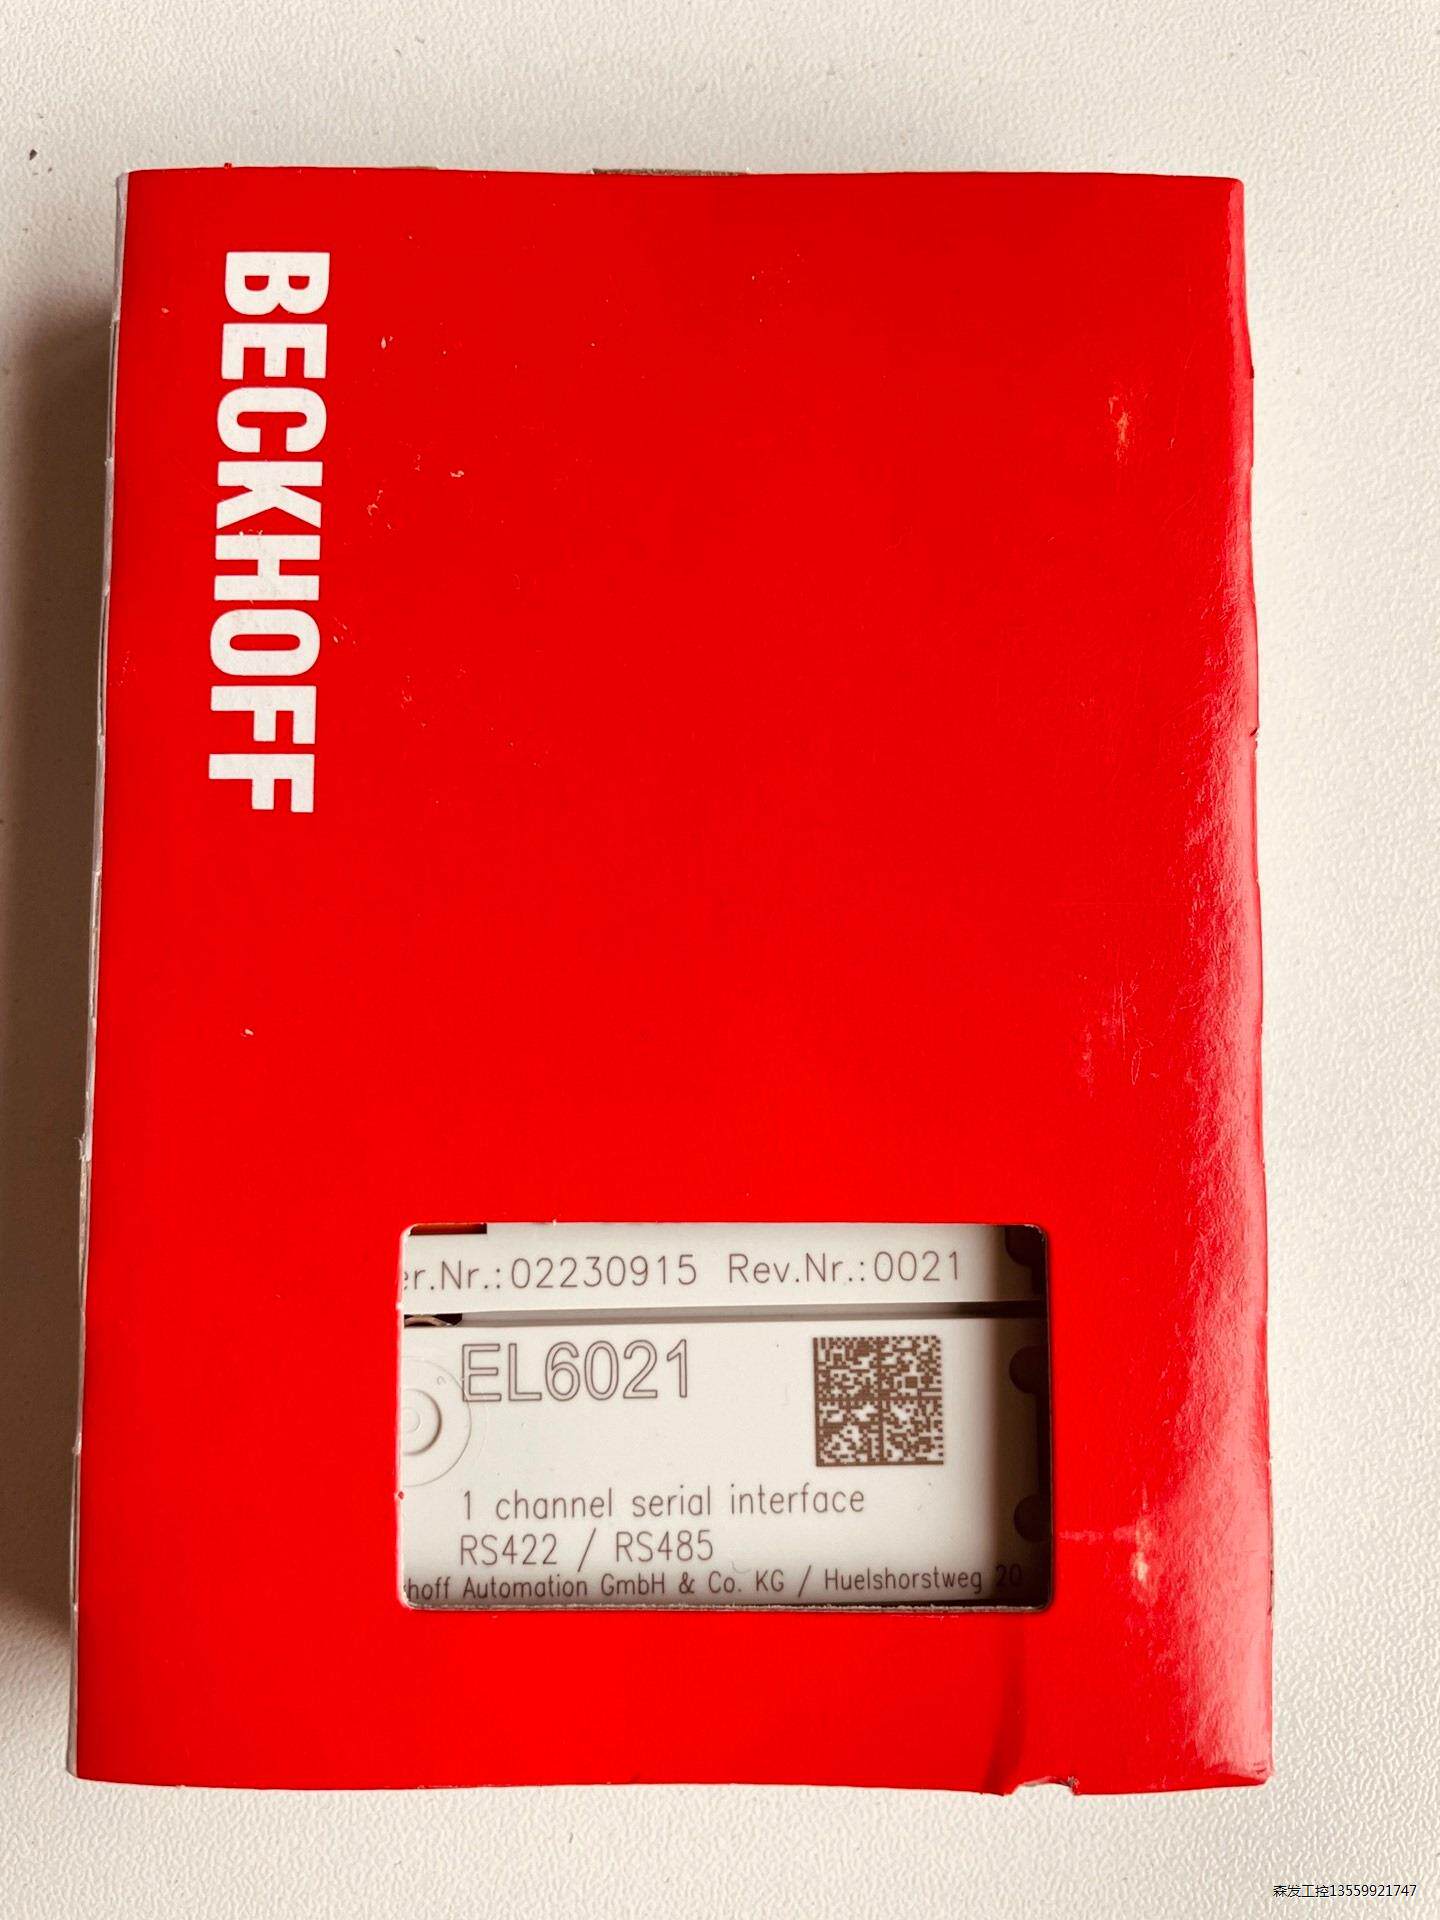 BECKHOFF
er.Nr.:02230915 Rev.Nr.:0021
EL6021
1 channel serial interface
RS422 / RS485
hoff Automation GmbH & Co. KG / Huelshorstweg 20
森发工控13559921747